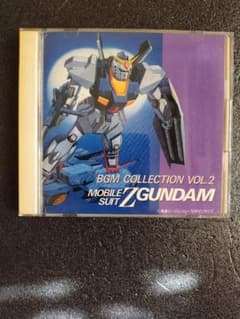 BGM COLLECTION VOL.2
MOBILE
SUIT
Z GUNDAM